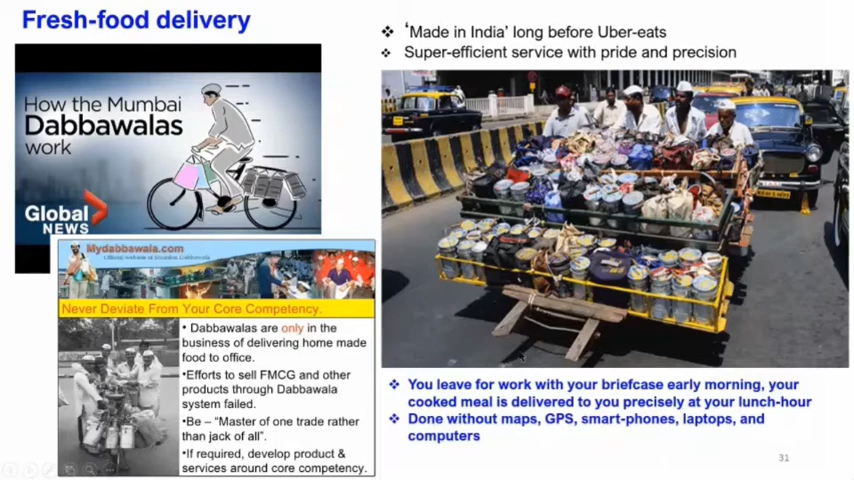 Fresh-food delivery
❖ 'Made in India' long before Uber-eats
❖ Super-efficient service with pride and precision
How the Mumbai
Dabbawalas
work
Global
NEWS
Mydabbawala.com
Never Deviate From Your Core Competency.
• Dabbawalas are only in the
business of delivering home made
food to office.
•Efforts to sell FMCG and other
products through Dabbawala
system failed.
•Be – “Master of one trade rather
than jack of all”.
•If required, develop product &
services around core competency.
❖ You leave for work with your briefcase early morning, your
cooked meal is delivered to you precisely at your lunch-hour
❖ Done without maps, GPS, smart-phones, laptops, and
computers
31